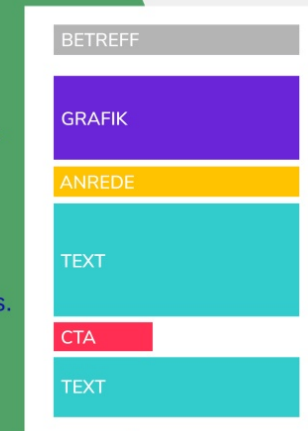 BETREFF
GRAFIK
ANREDE
TEXT
s.
CTA
TEXT